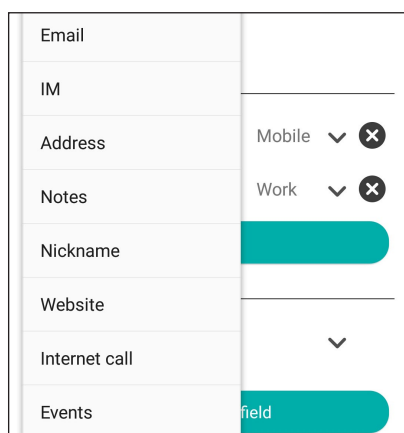 Email
IM
Address
Mobile
Notes
Work
Nickname
Website
Internet call
Events
field